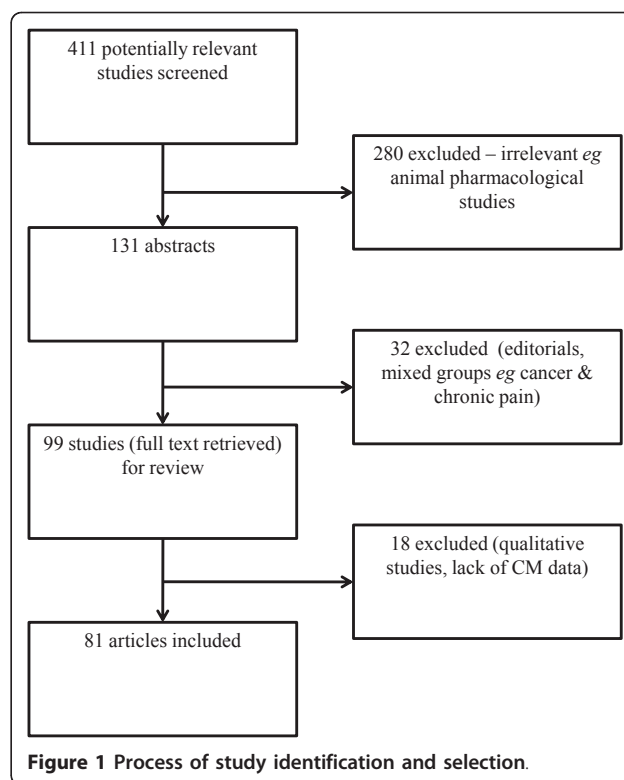 411 potentially relevant
studies screened
280 excluded – irrelevant eg
animal pharmacological
studies
131 abstracts
32 excluded (editorials,
mixed groups eg cancer &
chronic pain)
99 studies (full text retrieved)
for review
18 excluded (qualitative
studies, lack of CM data)
81 articles included
Figure 1 Process of study identification and selection.